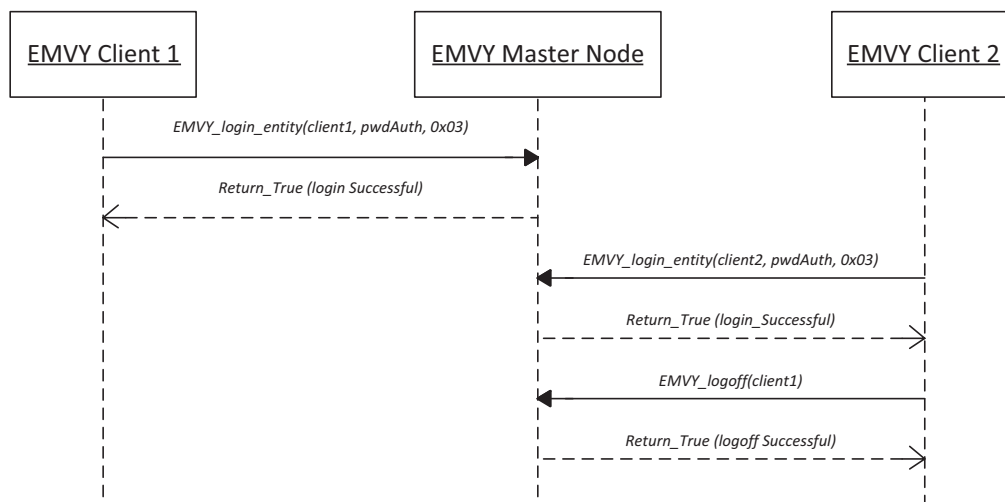 EMVY Client 1
EMVY Master Node
EMVY Client 2
EMVY_login_entity(client1, pwdAuth, 0x03)
Return_True (login Successful)
EMVY_login_entity(client2, pwdAuth, 0x03)
Return_True (login_Successful)
EMVY_logoff(client1)
Return_True (logoff Successful)